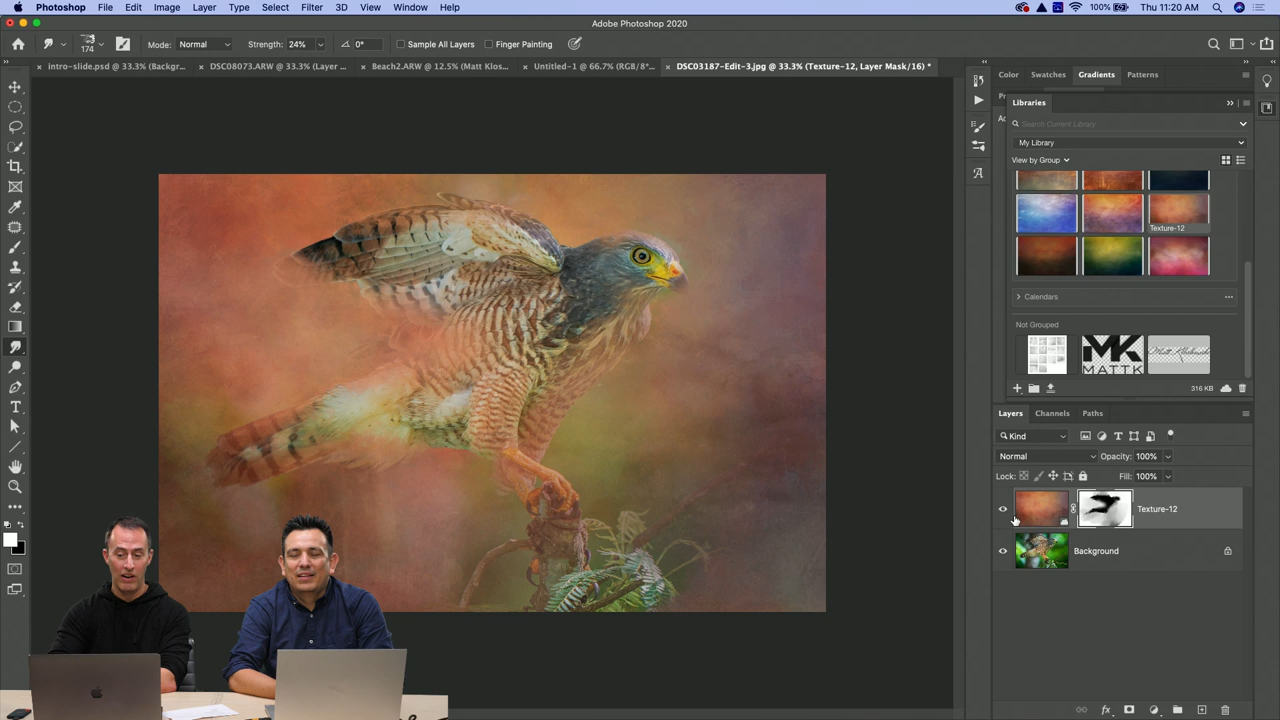 Photoshop File Edit Image Layer Type Select Filter 3D View Window Help 100% Thu 11:20 AM
Adobe Photoshop 2020
174 Mode: Normal Strength: 24% 0° Sample All Layers Finger Painting
intro-slide.psd @ 33.3% (Backgr... DSC08073.ARW @ 33.3% (Layer ... Beach2.ARW @ 12.5% (Matt Klos... Untitled-1 @ 66.7% (RGB/8*... DSC03187-Edit-3.jpg @ 33.3% (Texture-12, Layer Mask/16) *
Color Swatches Gradients Patterns
Libraries
Search Current Library
My Library
View by Group
Texture-12
Calendars
Not Grouped
MK
MATTK
316 KB
Layers Channels Paths
Kind
Normal Opacity: 100%
Lock: Fill: 100%
Texture-12
Background
fx